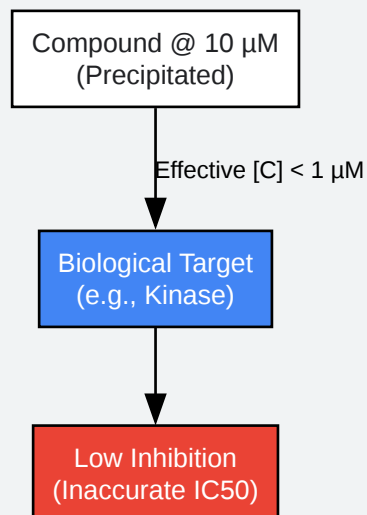 Compound @ 10 µM
(Precipitated)
Effective [C] < 1 µM
Biological Target
(e.g., Kinase)
Low Inhibition
(Inaccurate IC50)